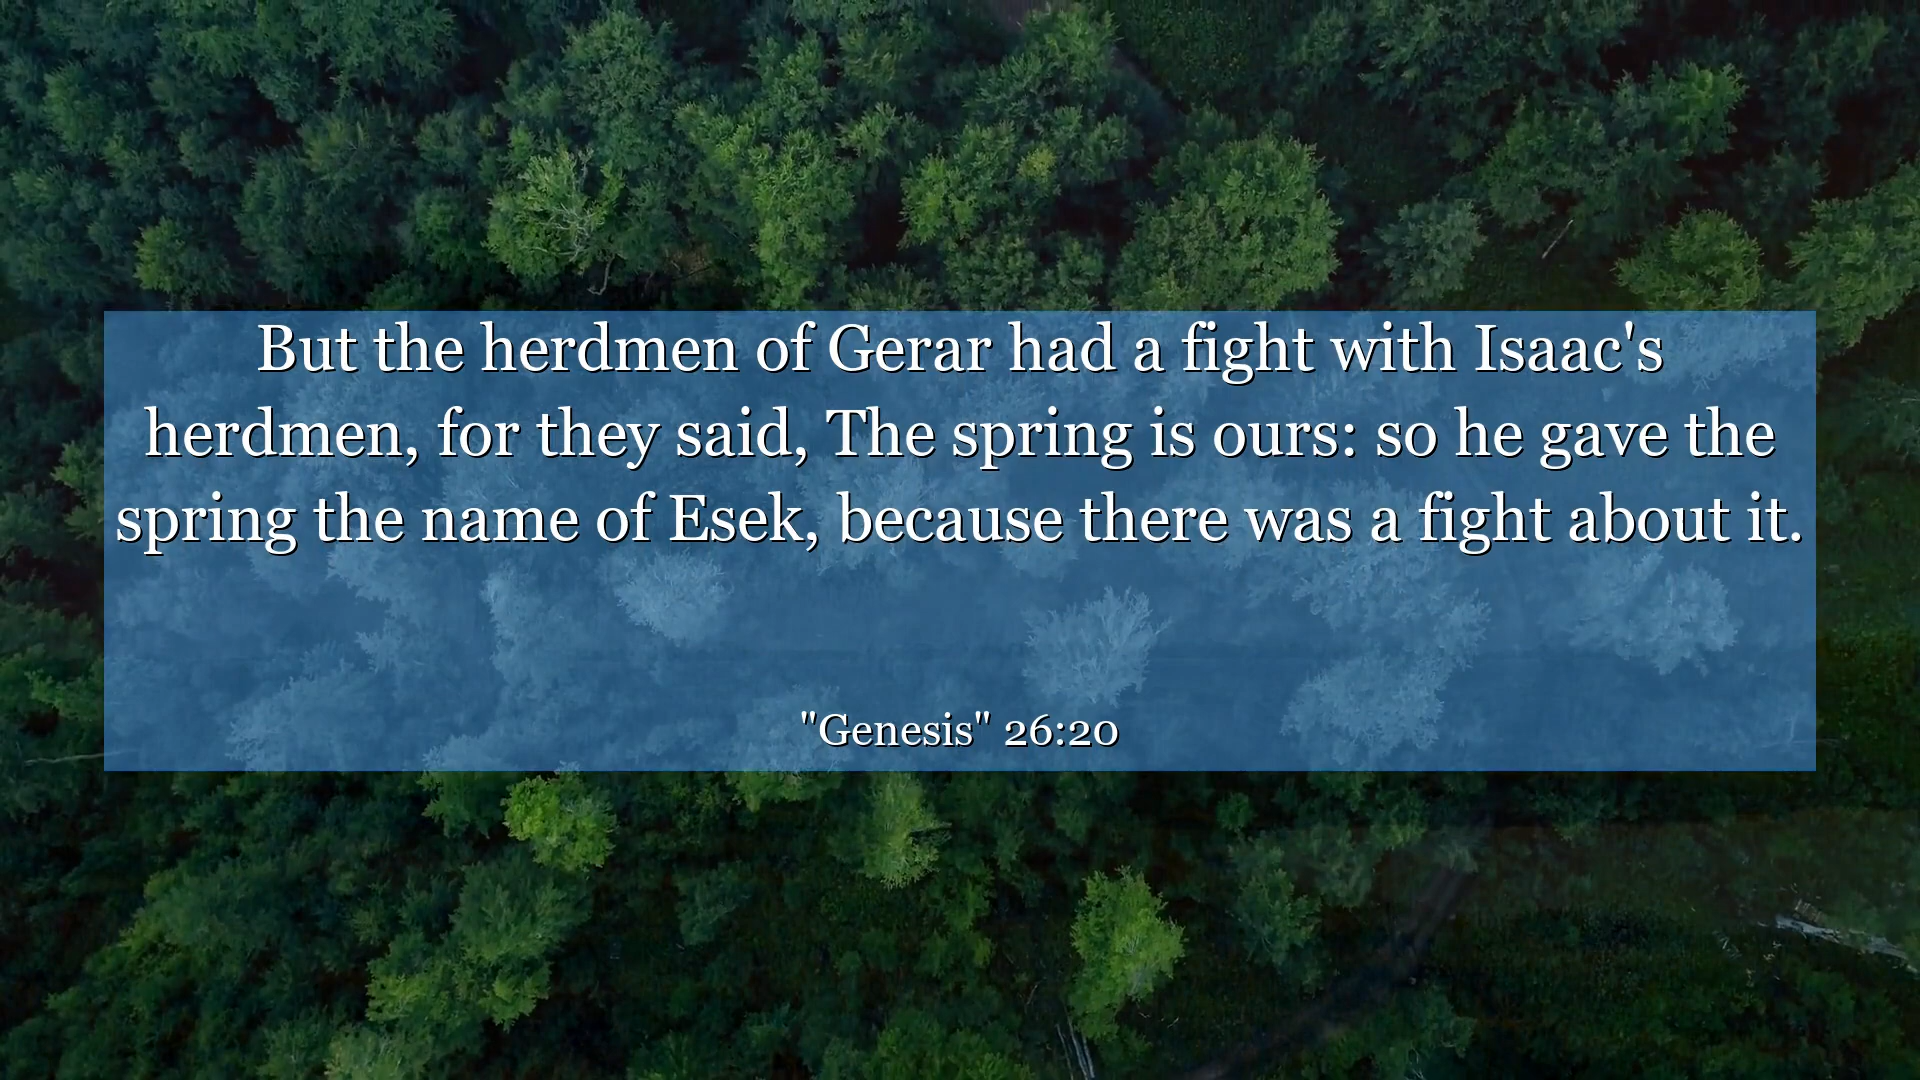 But the herdmen of Gerar had a fight with Isaac's
herdmen, for they said, The spring is ours: so he gave the
spring the name of Esek, because there was a fight about it.
"Genesis" 26:20